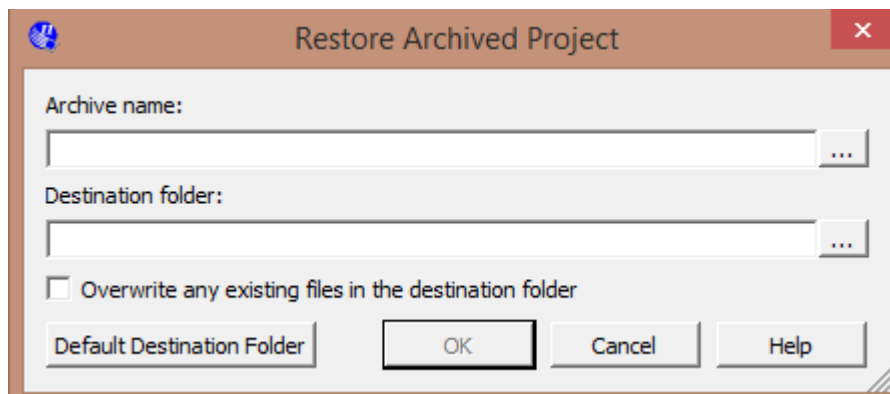 Restore Archived Project
Archive name:
...
Destination folder:
...
Overwrite any existing files in the destination folder
Default Destination Folder OK Cancel Help